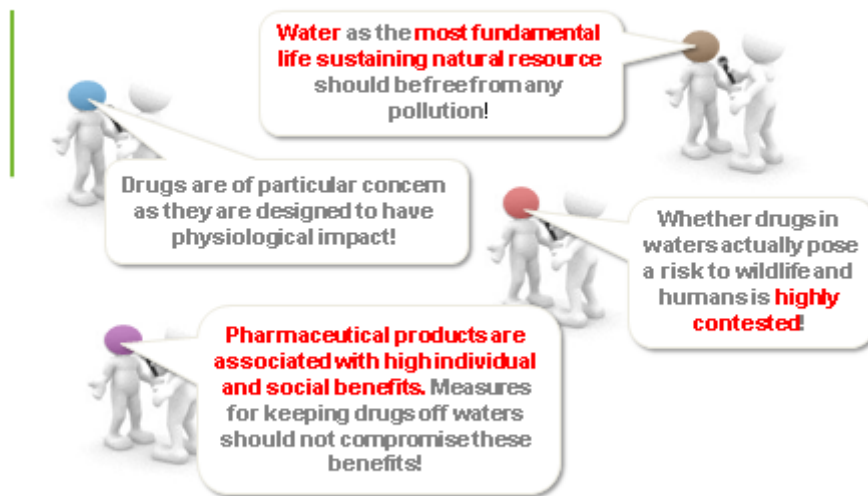 Water as the most fundamental
life sustaining natural resource
should be free from any
pollution!
Drugs are of particular concern
as they are designed to have
physiological impact!
Whether drugs in
waters actually pose
a risk to wildlife and
humans is highly
contested!
Pharmaceutical products are
associated with high individual
and social benefits. Measures
for keeping drugs off waters
should not compromise these
benefits!